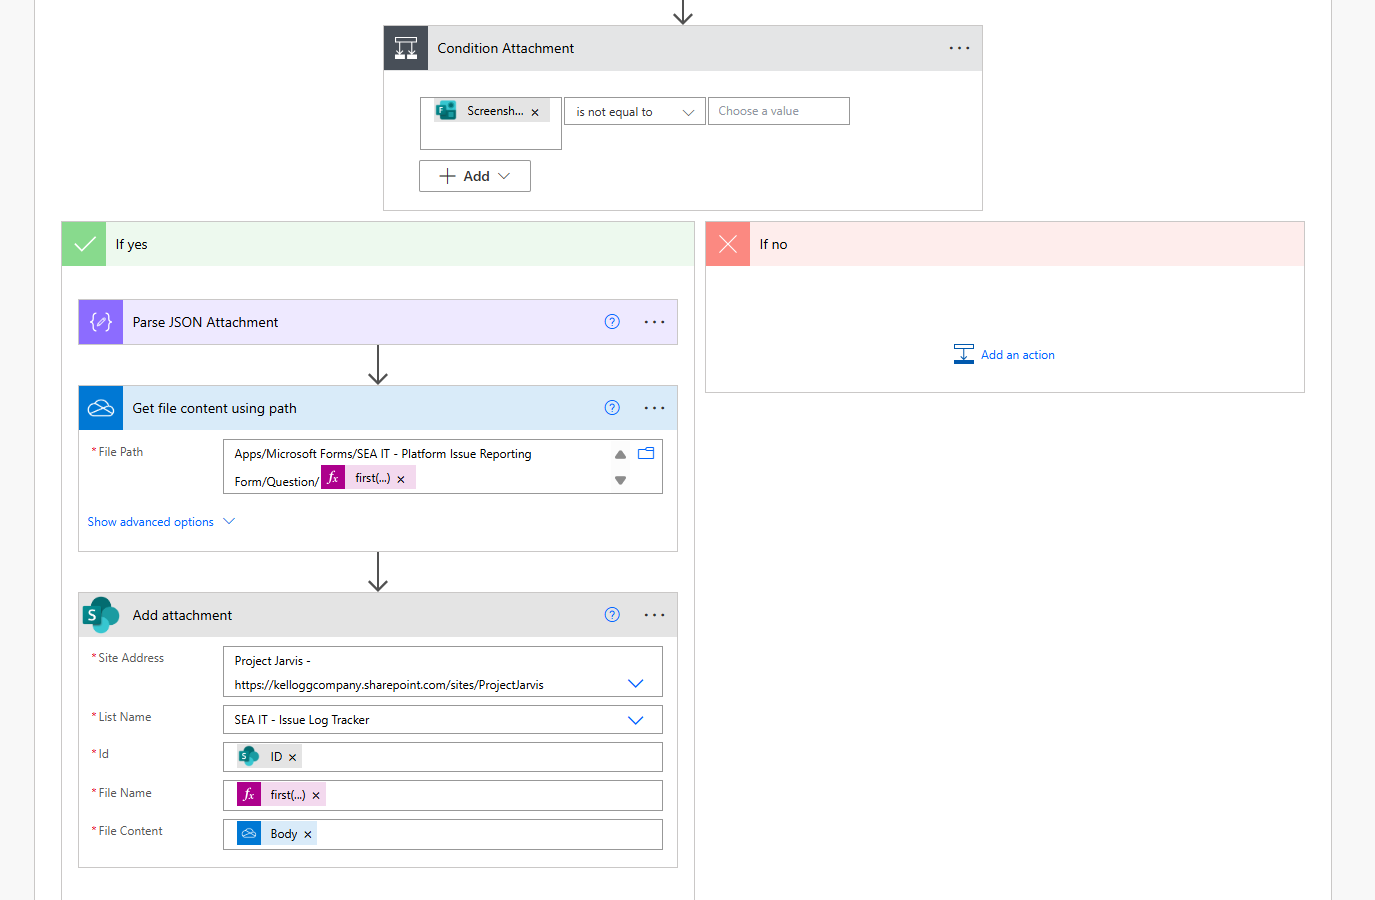 Condition Attachment
Screensh...
is not equal to
Choose a value
Add
If yes
If no
Parse JSON Attachment
Add an action
Get file content using path
* File Path
Apps/Microsoft Forms/SEA IT - Platform Issue Reporting
Form/Question/ fx first(...)
Show advanced options
S Add attachment
* Site Address
Project Jarvis -
https://kelloggcompany.sharepoint.com/sites/ProjectJarvis
* List Name
SEA IT - Issue Log Tracker
* Id
S ID
* File Name
fx first(...)
* File Content
Body